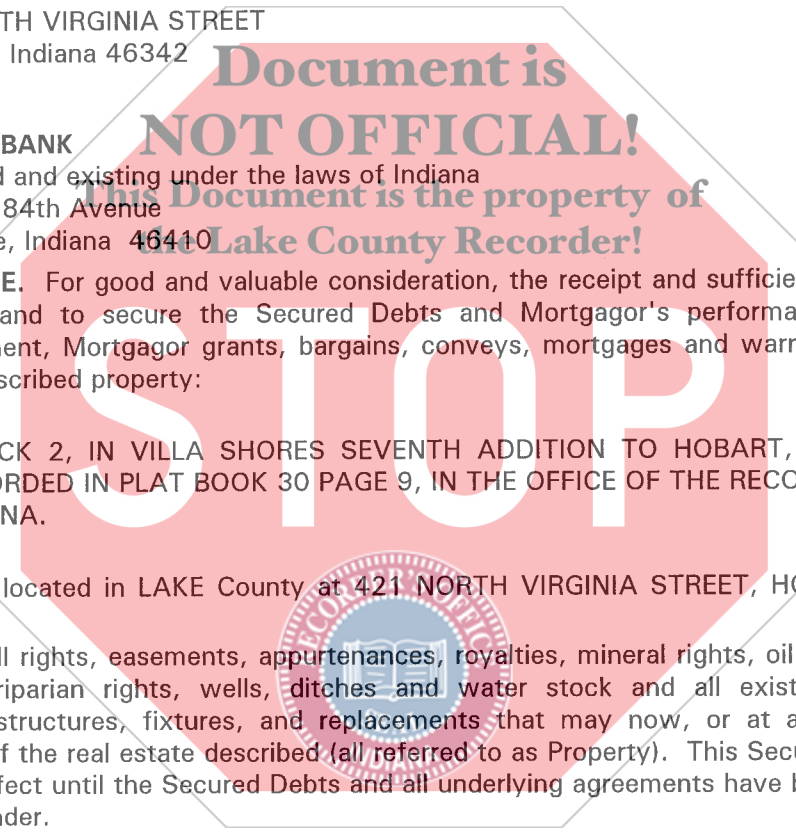 TH VIRGINIA STREET
Indiana 46342
Document is
NOT OFFICIAL!
BANK
d and existing under the laws of Indiana
This Document is the property of
84th Avenue
e, Indiana 46410
the Lake County Recorder!
E. For good and valuable consideration, the receipt and sufficie
and to secure the Secured Debts and Mortgagor's performa
ent, Mortgagor grants, bargains, conveys, mortgages and warr
scribed property:
STOP
CK 2, IN VILLA SHORES SEVENTH ADDITION TO HOBART,
ORDED IN PLAT BOOK 30 PAGE 9, IN THE OFFICE OF THE RECO
NA.
located in LAKE County at 421 NORTH VIRGINIA STREET, HO
RECORDER OFFICE
ll rights, easements, appurtenances, royalties, mineral rights, oil
riparian rights, wells, ditches and water stock and all exist
structures, fixtures, and replacements that may now, or at a
f the real estate described (all referred to as Property). This Secu
INDIANA
fect until the Secured Debts and all underlying agreements have b
nder.